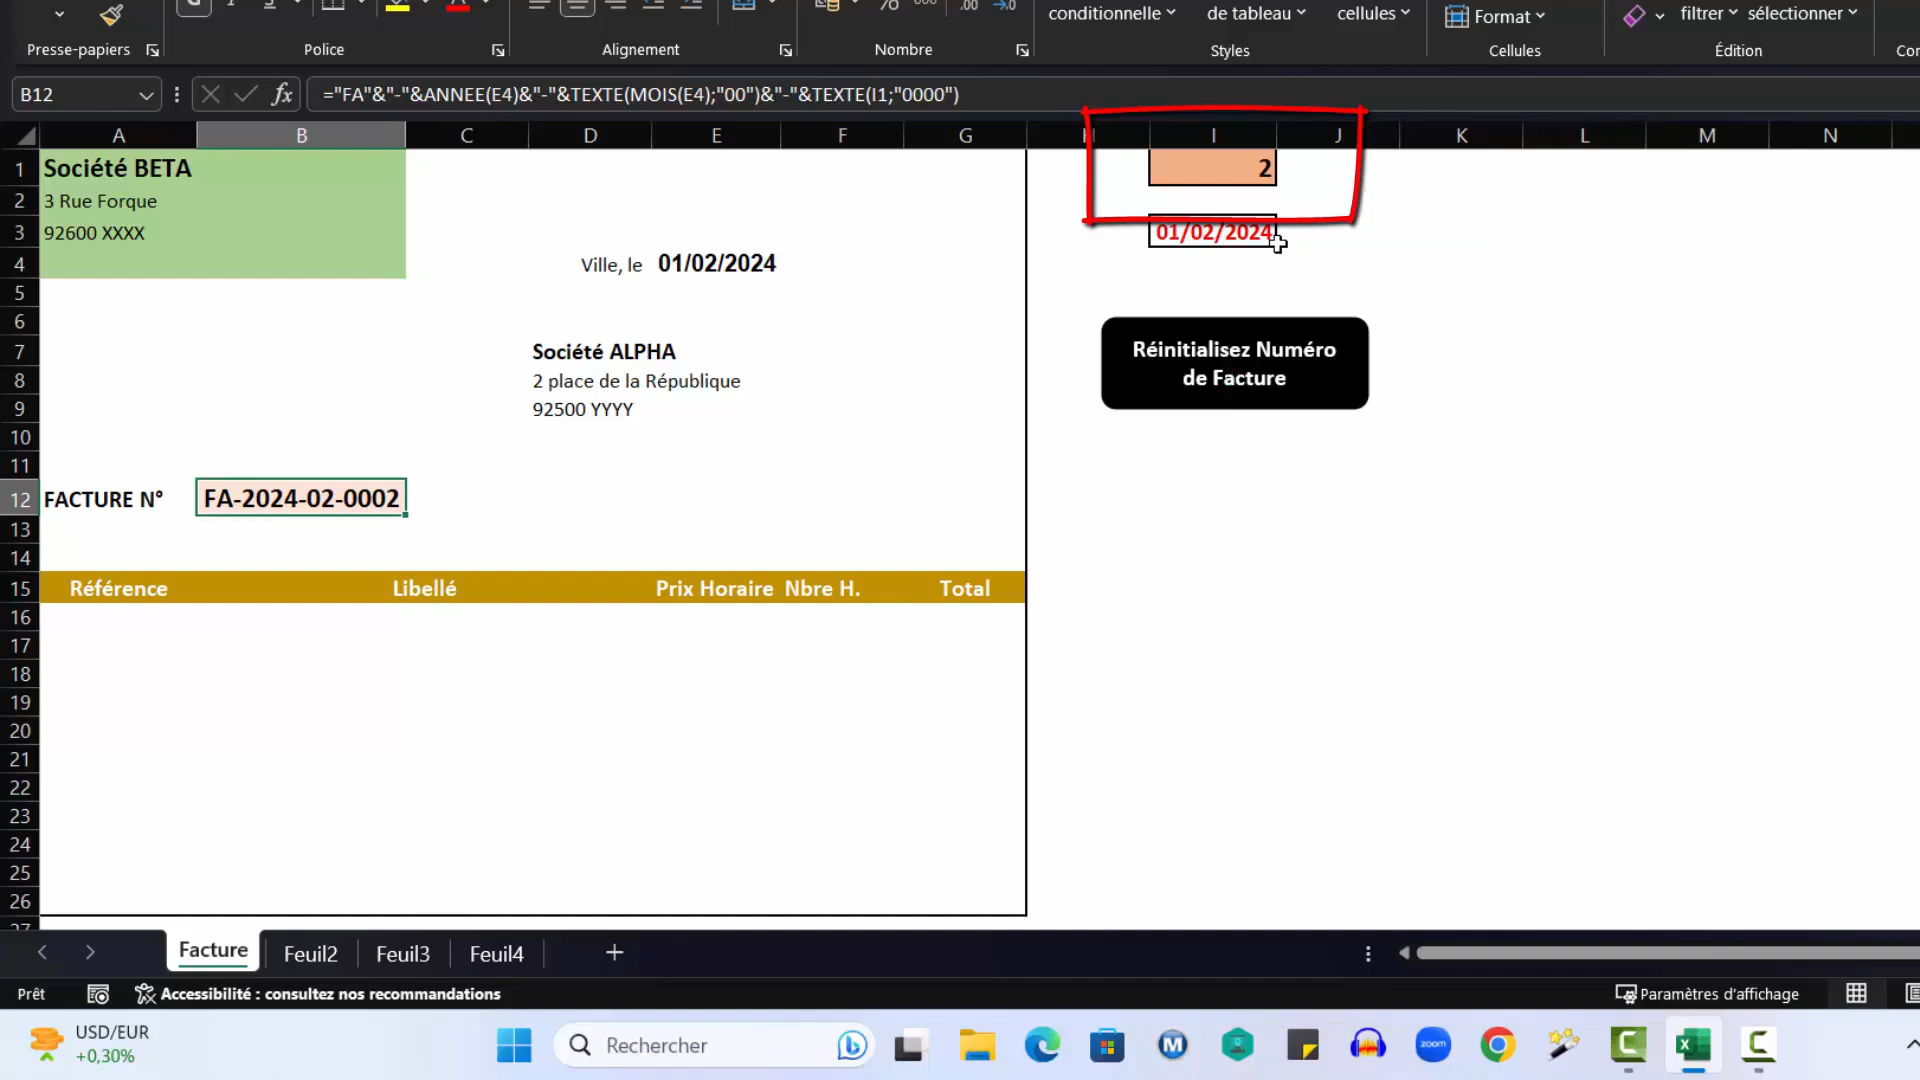 conditionnelle
de tableau
cellules
Format
filtrer
sélectionner
Presse-papiers
Police
Alignement
Nombre
Styles
Cellules
Édition
B12
fx
="FA"&"-"&ANNEE(E4)&"-"&TEXTE(MOIS(E4);"00")&"-"&TEXTE(I1;"0000")
A B C D E F G H I J K L M N
1 Société BETA 2
2 3 Rue Forque
3 92600 XXXX 01/02/2024
4 Ville, le 01/02/2024
5
6
7 Société ALPHA
8 2 place de la République
9 92500 YYYY
Réinitialisez Numéro
de Facture
10
11
12 FACTURE N° FA-2024-02-0002
13
14
15 Référence Libellé Prix Horaire Nbre H. Total
16
17
18
19
20
21
22
23
24
25
26
27
Facture Feuil2 Feuil3 Feuil4
Prêt
Accessibilité : consultez nos recommandations
Paramètres d'affichage
USD/EUR
+0,30%
Rechercher
zoom